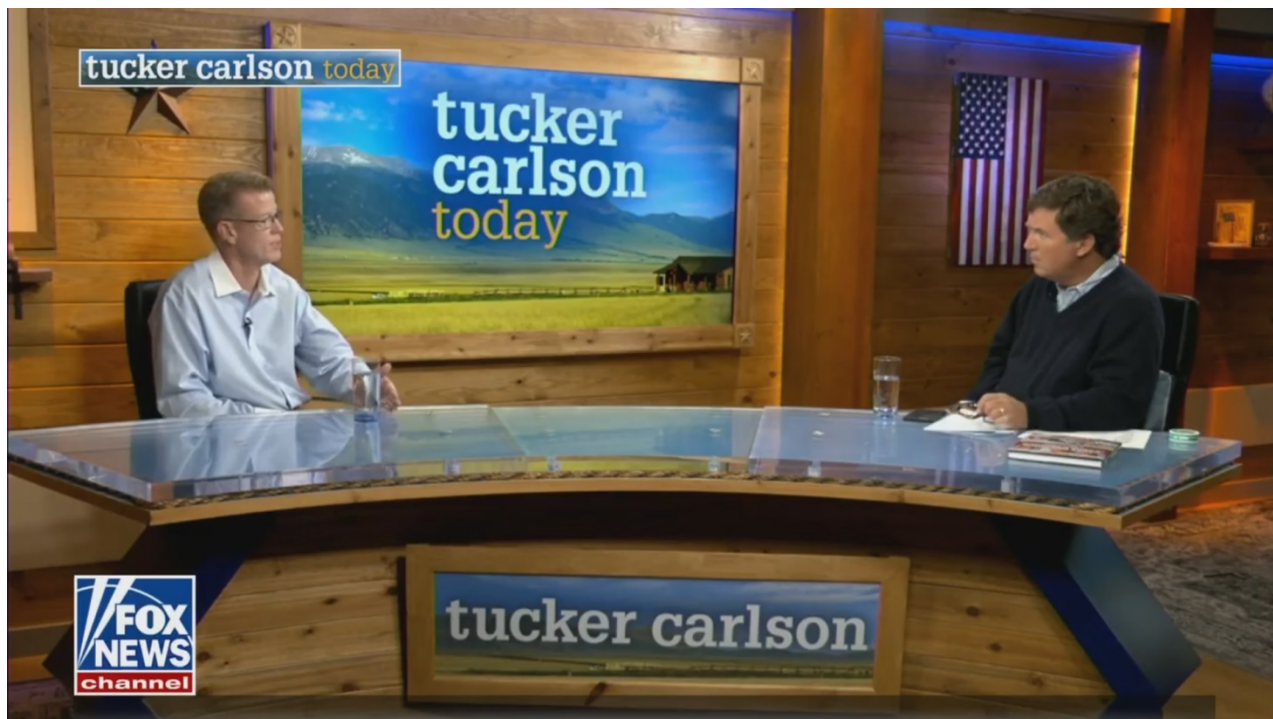 tucker carlson today
tucker
carlson
today
tucker carlson
FOX
NEWS
channel